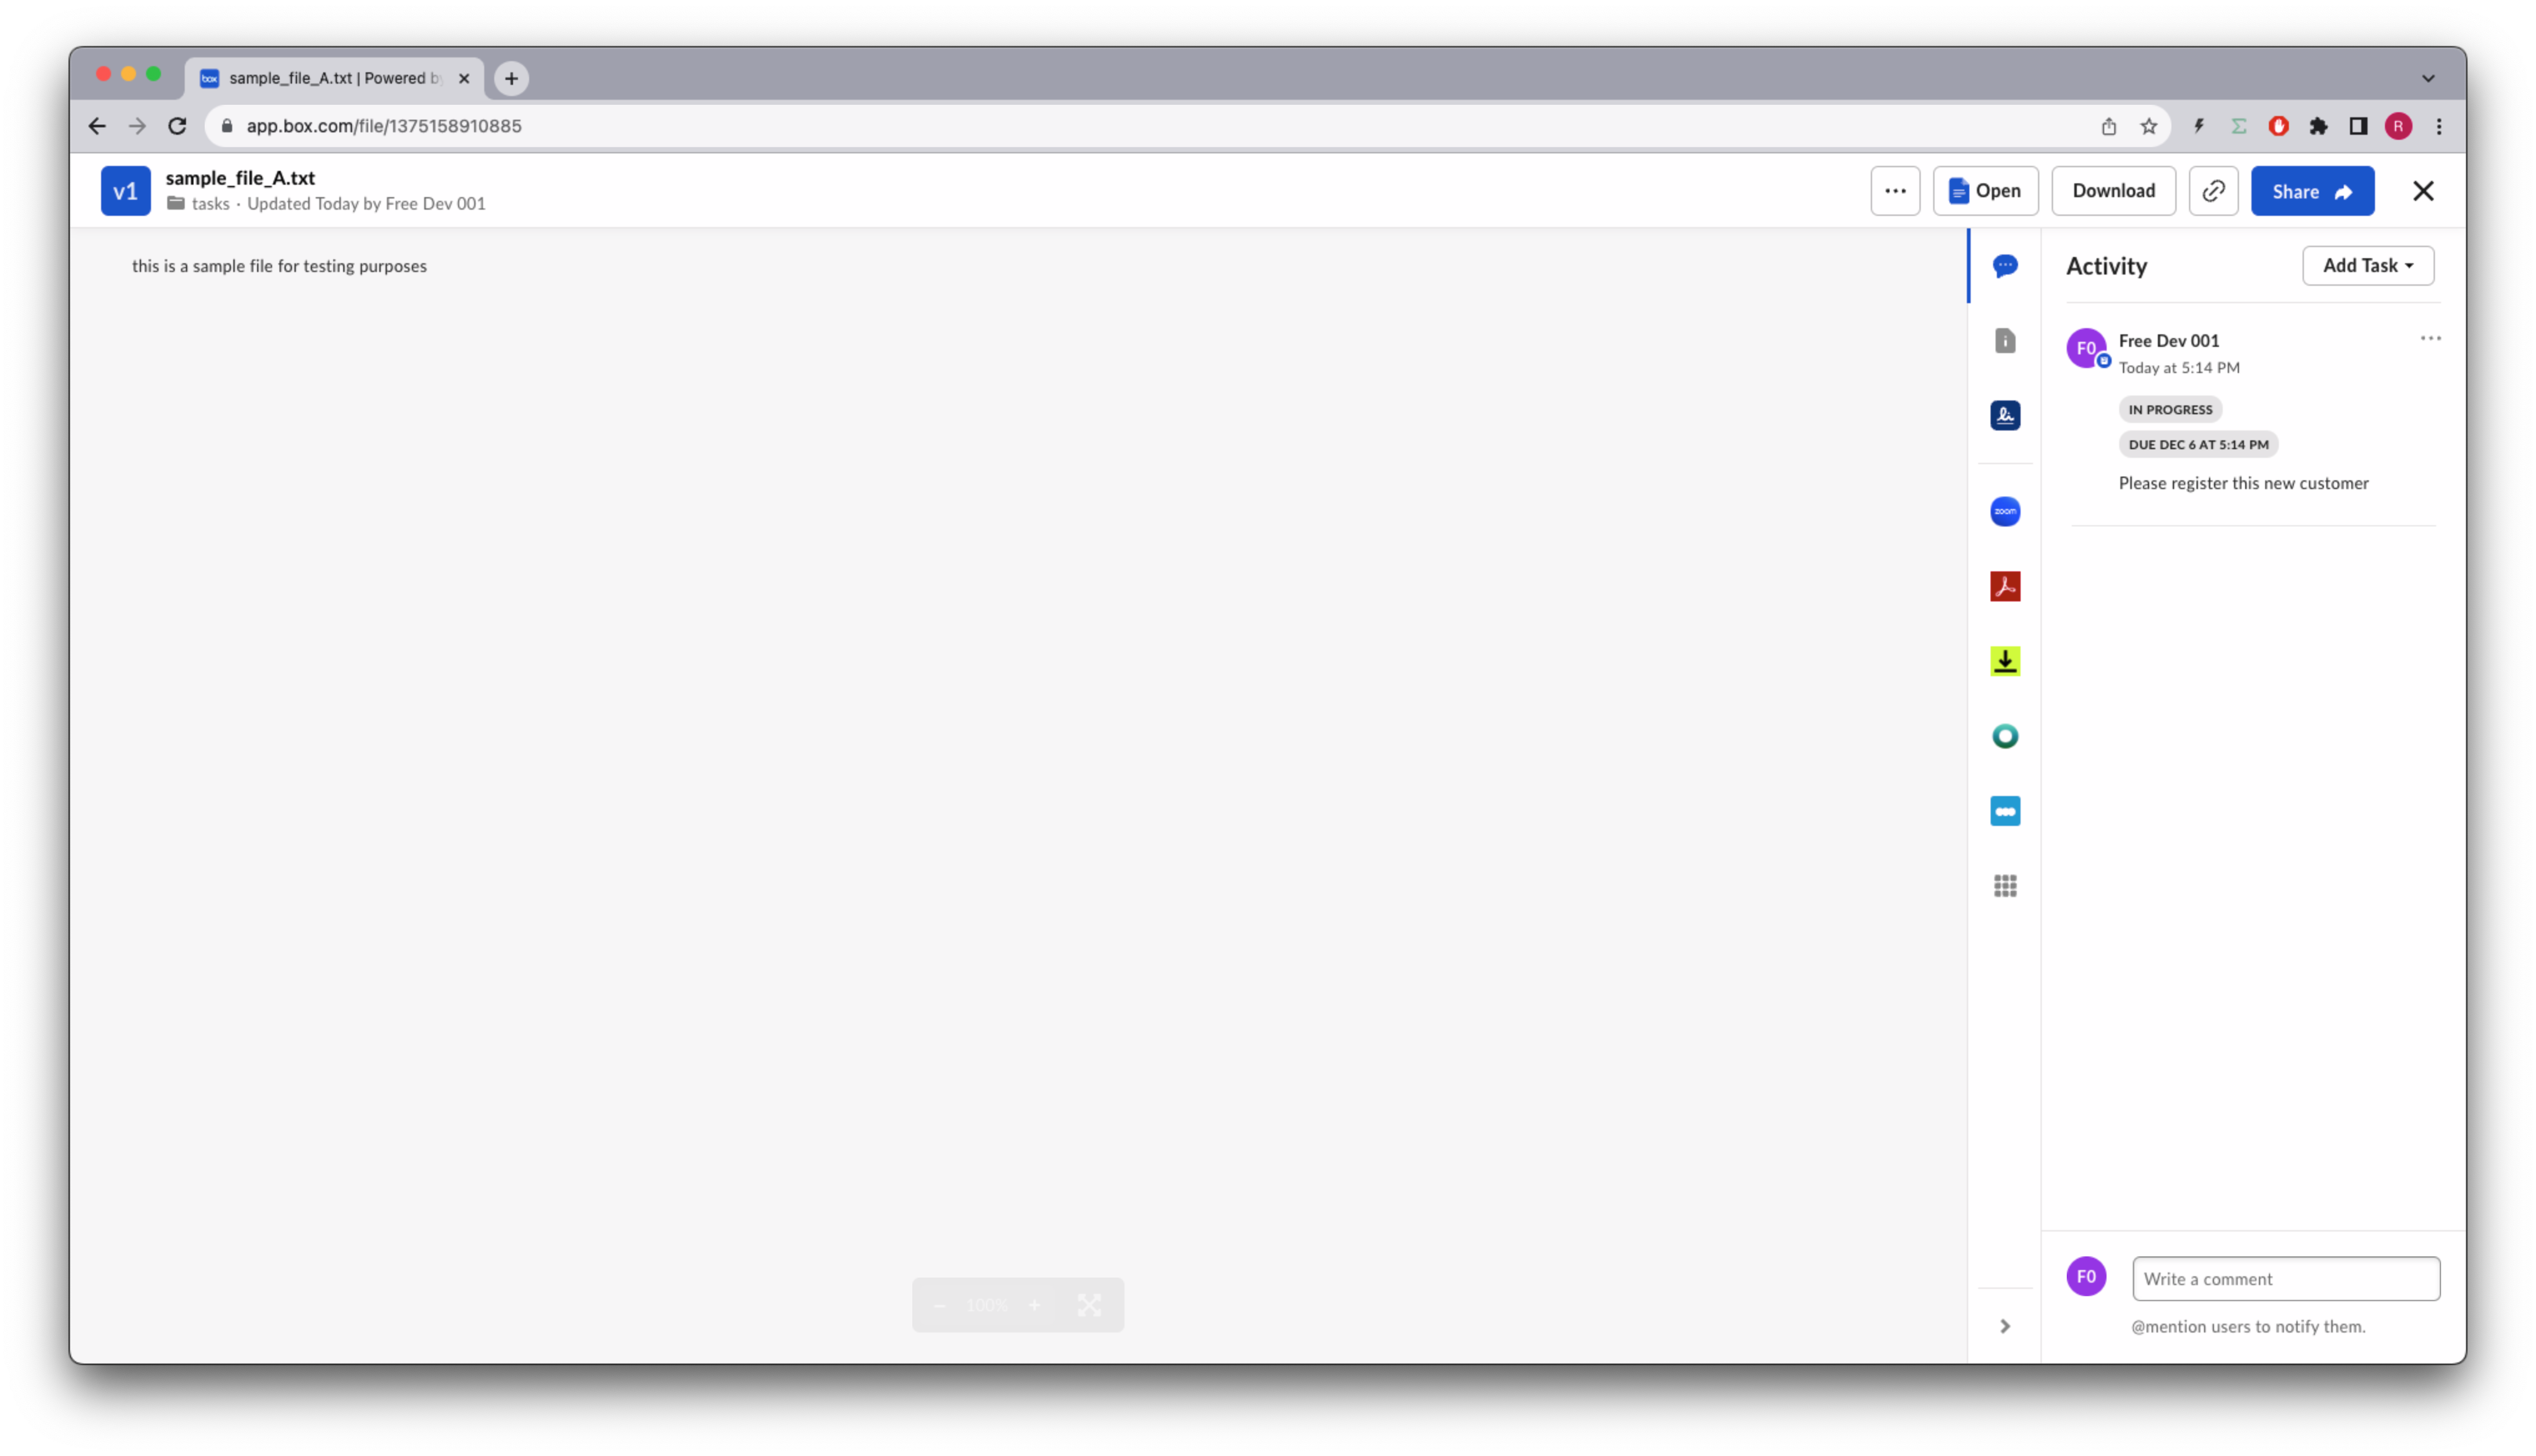 sample_file_A.txt | Powered by
app.box.com/file/1375158910885
R
v1
sample_file_A.txt
tasks · Updated Today by Free Dev 001
Open
Download
Share
this is a sample file for testing purposes
zoom
Activity
Add Task
F0
Free Dev 001
Today at 5:14 PM
IN PROGRESS
DUE DEC 6 AT 5:14 PM
Please register this new customer
100%
F0
Write a comment
@mention users to notify them.